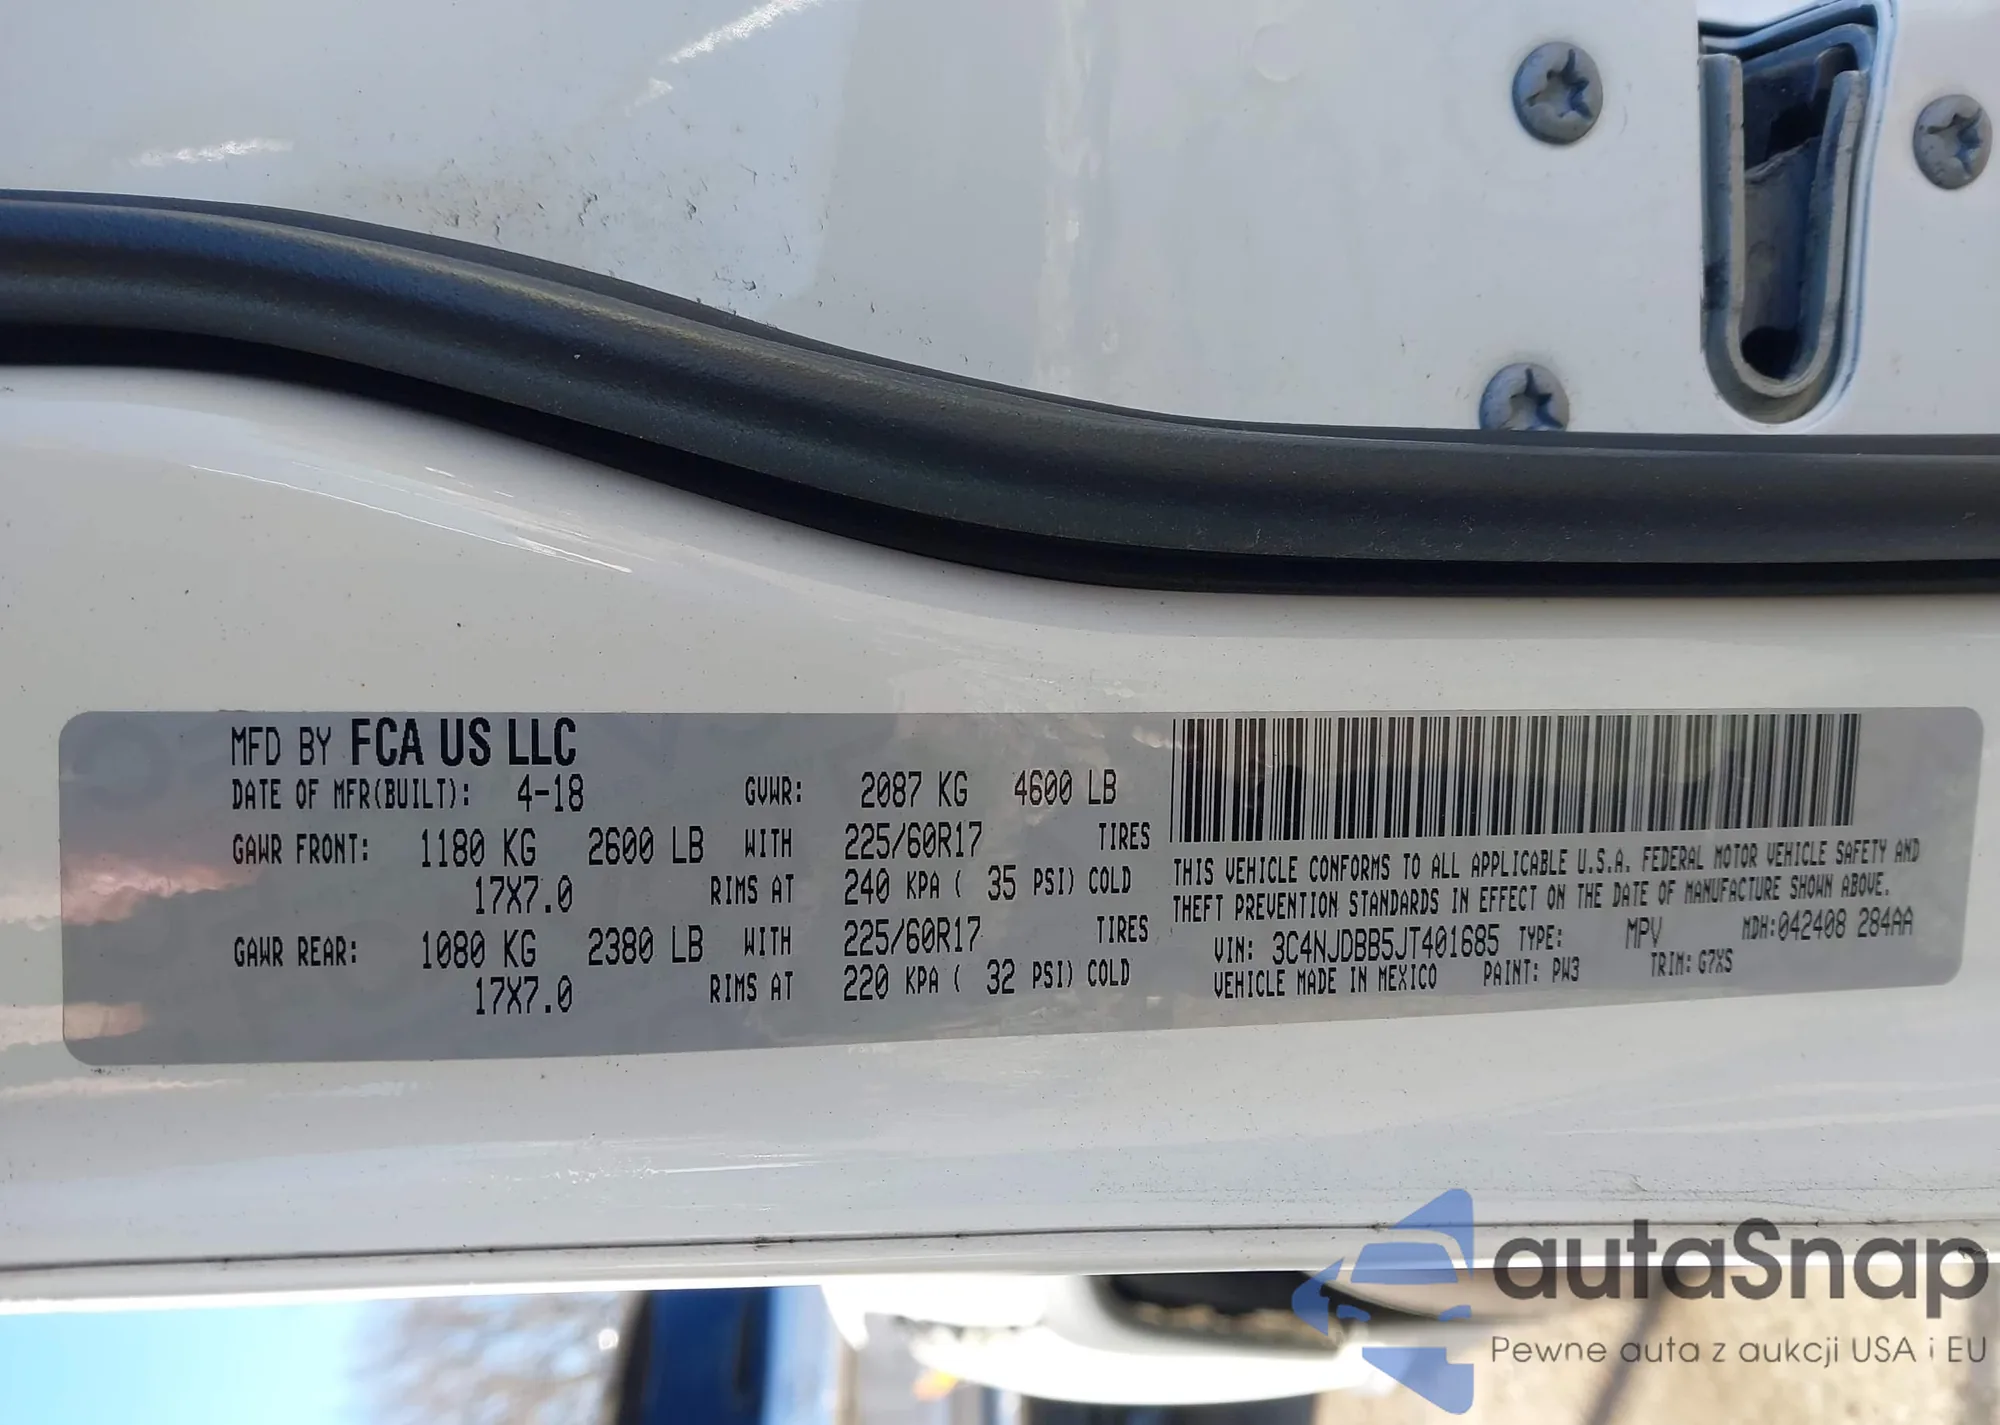 MFD BY FCA US LLC
DATE OF MFR(BUILT): 4-18 GVWR: 2087 KG 4600 LB
GAWR FRONT: 1180 KG 2600 LB WITH 225/60R17 TIRES
17X7.0 RIMS AT 240 KPA ( 35 PSI) COLD
GAWR REAR: 1080 KG 2380 LB WITH 225/60R17 TIRES
17X7.0 RIMS AT 220 KPA ( 32 PSI) COLD
THIS VEHICLE CONFORMS TO ALL APPLICABLE U.S.A. FEDERAL MOTOR VEHICLE SAFETY AND
THEFT PREVENTION STANDARDS IN EFFECT ON THE DATE OF MANUFACTURE SHOWN ABOVE.
VIN: 3C4NJDBB5JT401685 TYPE: MPV MDH:042408 284AA
VEHICLE MADE IN MEXICO PAINT: PW3 TRIM: G7XS
autaSnap
Pewne auta z aukcji USA i EU